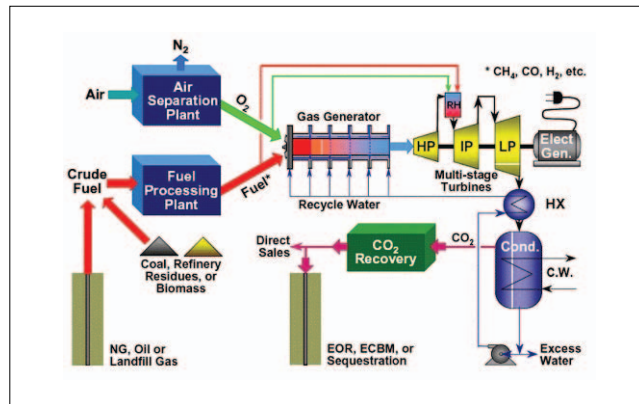 N2
* CH4, CO, H2, etc.
Air
Air
Separation
Plant
O2
Gas Generator
RH
HP
IP
LP
Elect
Gen.
Multi-stage
Turbines
Crude
Fuel
Fuel
Processing
Plant
Fuel*
Recycle Water
HX
Direct
Sales
CO2
Recovery
CO2
Cond.
C.W.
Coal, Refinery
Residues, or
Biomass
NG, Oil or
Landfill Gas
EOR, ECBM, or
Sequestration
Excess
Water